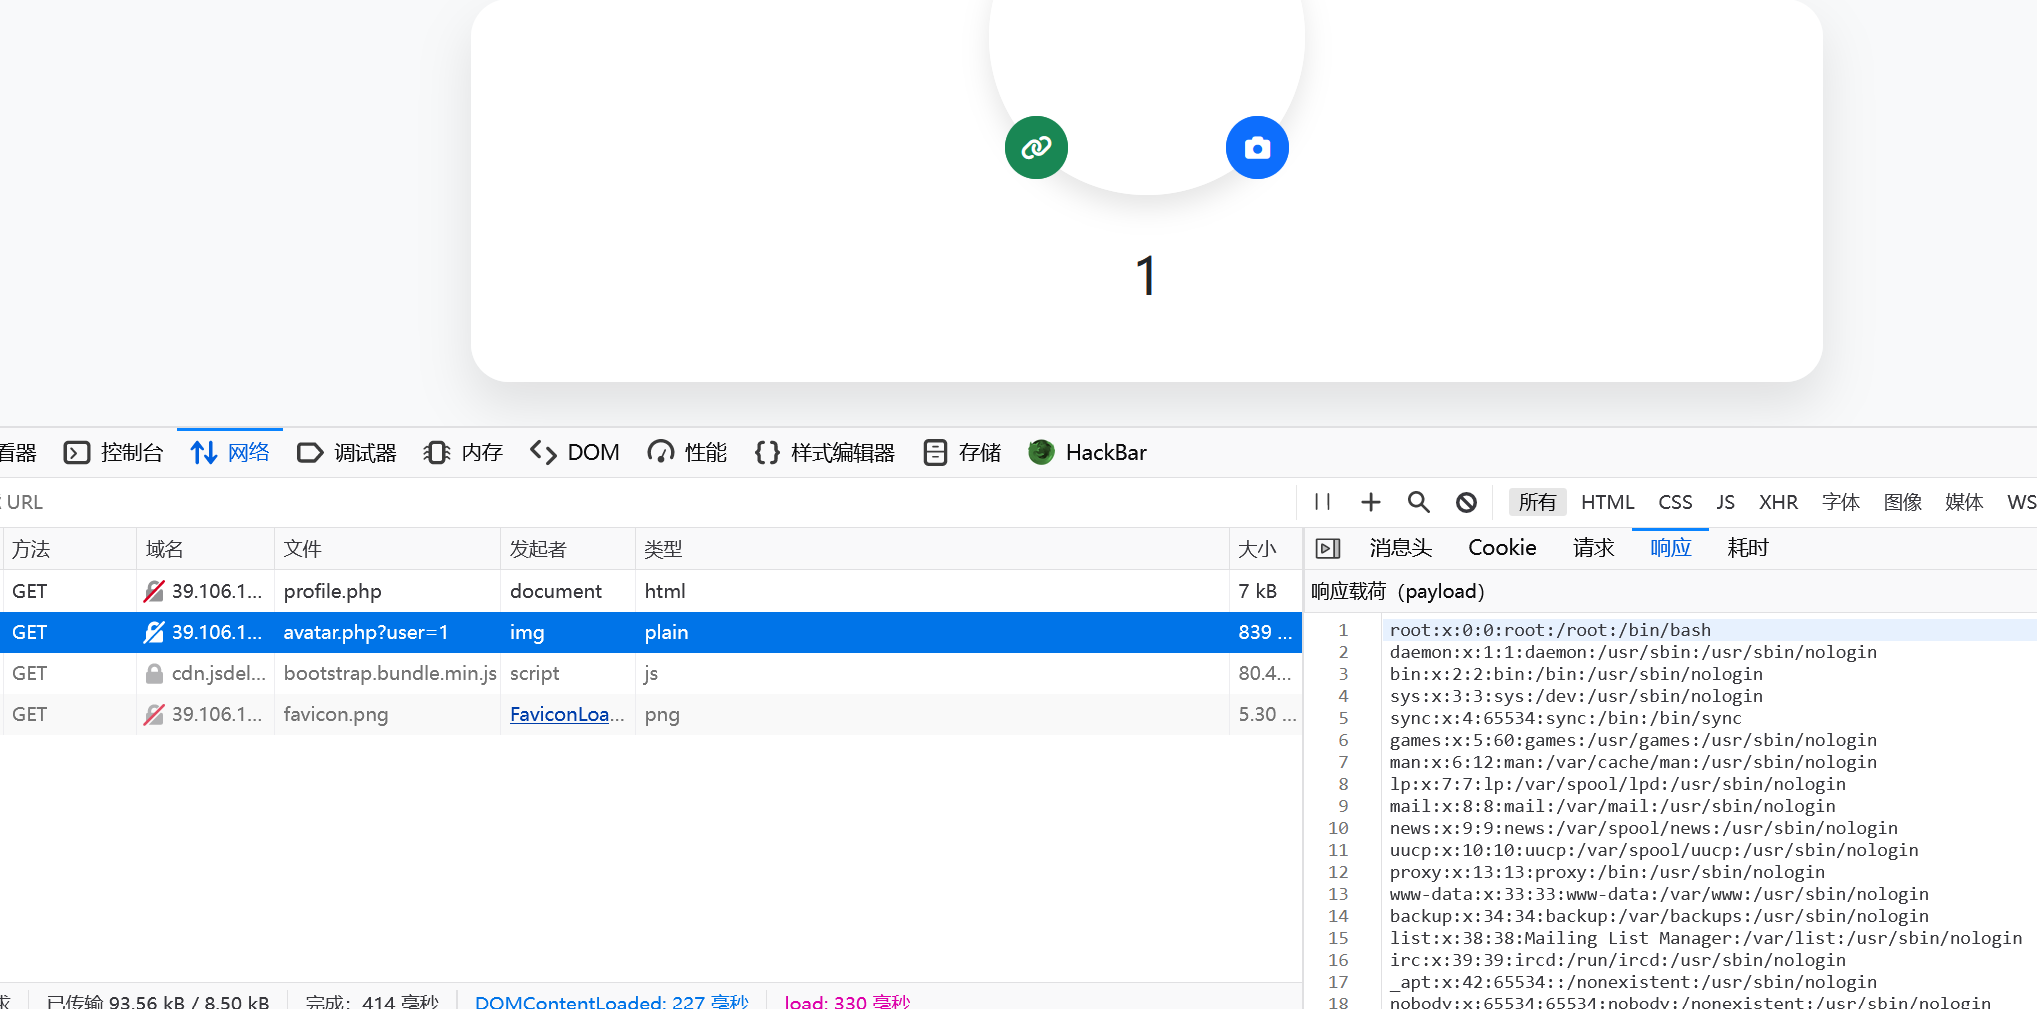 1
看器 控制台 网络 调试器 内存 DOM 性能 样式编辑器 存储 HackBar
URL 所有 HTML CSS JS XHR 字体 图像 媒体 WS
方法 域名 文件 发起者 类型 大小 消息头 Cookie 请求 响应 耗时
GET 39.106.1... profile.php document html 7 kB
响应载荷 (payload)
GET 39.106.1... avatar.php?user=1 img plain 839 ...
GET cdn.jsdel... bootstrap.bundle.min.js script js 80.4...
GET 39.106.1... favicon.png FaviconLoa... png 5.30 ...
1 root:x:0:0:root:/root:/bin/bash
2 daemon:x:1:1:daemon:/usr/sbin:/usr/sbin/nologin
3 bin:x:2:2:bin:/bin:/usr/sbin/nologin
4 sys:x:3:3:sys:/dev:/usr/sbin/nologin
5 sync:x:4:65534:sync:/bin:/bin/sync
6 games:x:5:60:games:/usr/games:/usr/sbin/nologin
7 man:x:6:12:man:/var/cache/man:/usr/sbin/nologin
8 lp:x:7:7:lp:/var/spool/lpd:/usr/sbin/nologin
9 mail:x:8:8:mail:/var/mail:/usr/sbin/nologin
10 news:x:9:9:news:/var/spool/news:/usr/sbin/nologin
11 uucp:x:10:10:uucp:/var/spool/uucp:/usr/sbin/nologin
12 proxy:x:13:13:proxy:/bin:/usr/sbin/nologin
13 www-data:x:33:33:www-data:/var/www:/usr/sbin/nologin
14 backup:x:34:34:backup:/var/backups:/usr/sbin/nologin
15 list:x:38:38:Mailing List Manager:/var/list:/usr/sbin/nologin
16 irc:x:39:39:ircd:/run/ircd:/usr/sbin/nologin
17 _apt:x:42:65534::/nonexistent:/usr/sbin/nologin
18 nobody:x:65534:65534:nobody:/nonexistent:/usr/sbin/nologin
求 已传输 93.56 kB / 8.50 kB 完成: 414 毫秒 DOMContentLoaded: 227 毫秒 load: 330 毫秒